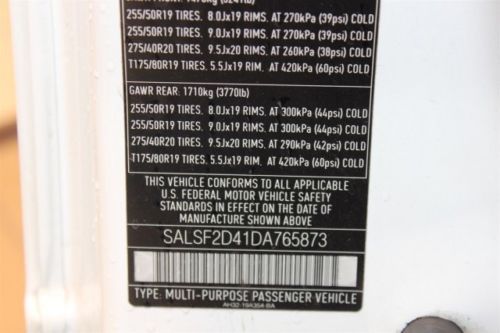 255/50R19 TIRES. 8.0Jx19 RIMS. AT 270kPa (39psi) COLD
255/50R19 TIRES. 9.0Jx19 RIMS. AT 270kPa (39psi) COLD
275/40R20 TIRES. 9.5Jx20 RIMS. AT 260kPa (38psi) COLD
T175/80R19 TIRES. 5.5Jx19 RIM. AT 420kPa (60psi) COLD
GAWR REAR: 1710kg (3770lb)
255/50R19 TIRES. 8.0Jx19 RIMS. AT 300kPa (44psi) COLD
255/50R19 TIRES. 9.0Jx19 RIMS. AT 300kPa (44psi) COLD
275/40R20 TIRES. 9.5Jx20 RIMS. AT 290kPa (42psi) COLD
T175/80R19 TIRES. 5.5Jx19 RIM. AT 420kPa (60psi) COLD
THIS VEHICLE CONFORMS TO ALL APPLICABLE
U.S. FEDERAL MOTOR VEHICLE SAFETY
STANDARDS IN EFFECT ON THE DATE OF
MANUFACTURE SHOWN ABOVE
SALSF2D41DA765873
TYPE: MULTI-PURPOSE PASSENGER VEHICLE
AH32-19A354-BA